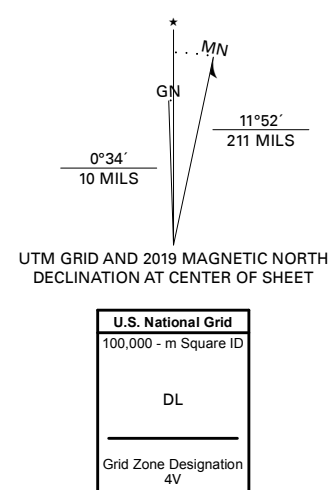 ★
MN
GN
11°52´
211 MILS
0°34´
10 MILS
UTM GRID AND 2019 MAGNETIC NORTH
DECLINATION AT CENTER OF SHEET
U.S. National Grid
100,000 - m Square ID
DL
Grid Zone Designation
4V